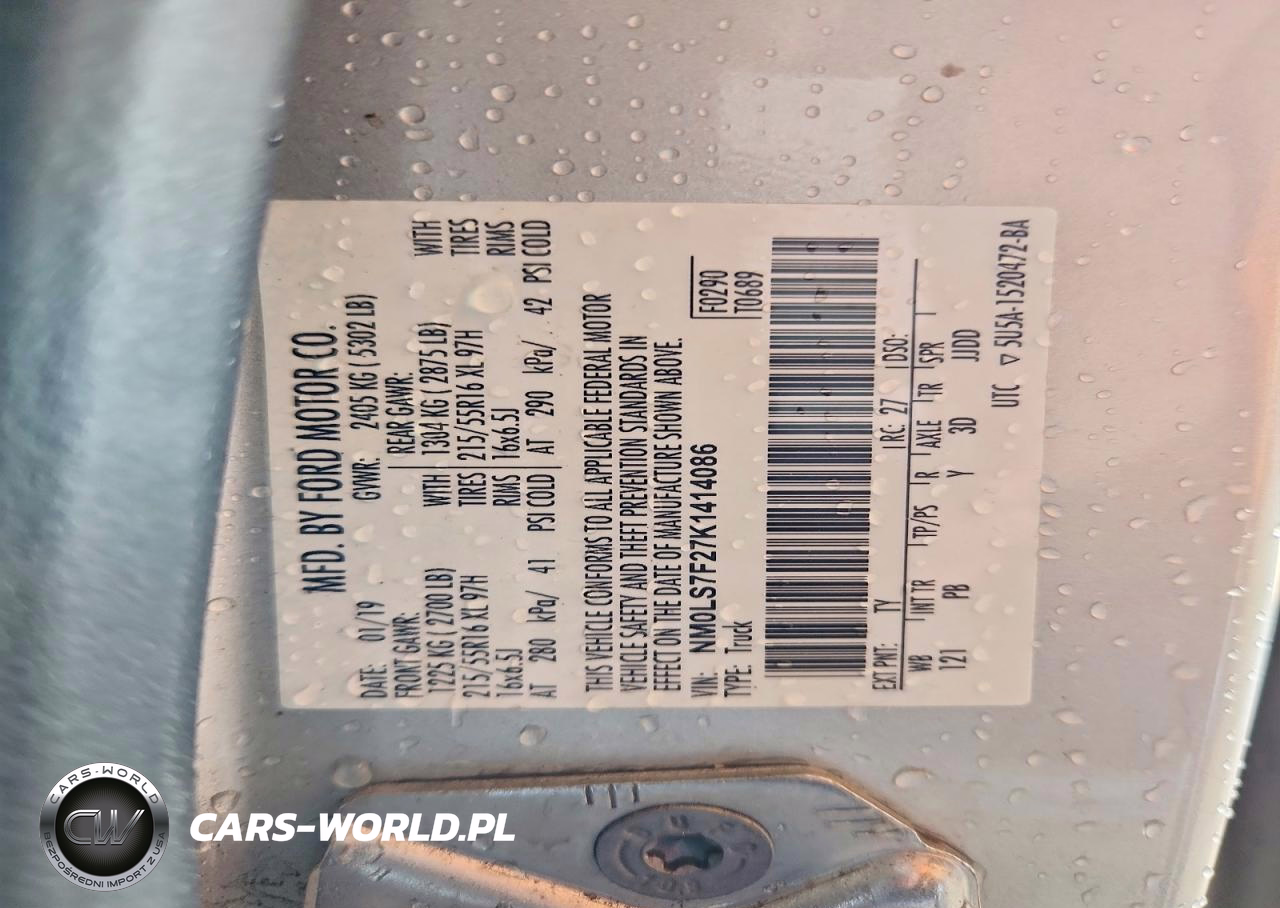 MFD. BY FORD MOTOR CO.
DATE: 01/19 GVWR: 2405 KG ( 5302 LB)
FRONT GAWR: REAR GAWR:
1225 KG ( 2700 LB) WITH 1304 KG ( 2875 LB) WITH
215/55R16 XL 97H TIRES 215/55R16 XL 97H TIRES
16x6.5J RIMS 16x6.5J RIMS
AT 280 kPa/ 41 PSI COLD AT 290 kPa/ 42 PSI COLD
THIS VEHICLE CONFORMS TO ALL APPLICABLE FEDERAL MOTOR
VEHICLE SAFETY AND THEFT PREVENTION STANDARDS IN
EFFECT ON THE DATE OF MANUFACTURE SHOWN ABOVE.
VIN: NM0LS7F27K1414086 F0290
TYPE: Truck T0689
EXT PNT: TY RC: 27 DSO:
WB INT TR TP/PS R AXLE TR SPR
121 PB Y 3D JJDD
UTC ▽ 5U5A-1520472-BA
CARS-WORLD
CW
BEZPOŚREDNI IMPORT Z USA
CARS-WORLD.PL